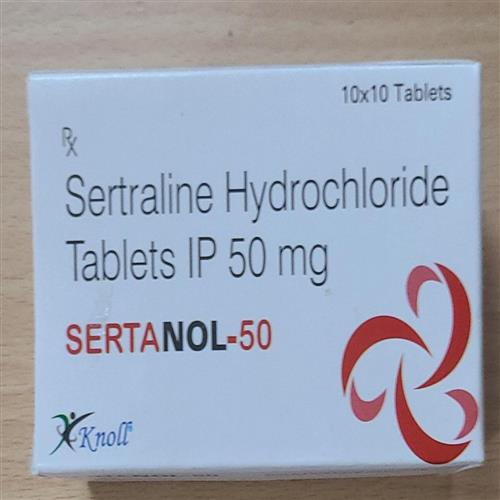 10x10 Tablets
Rx
Sertraline Hydrochloride
Tablets IP 50 mg
SERTANOL-50
Knoll